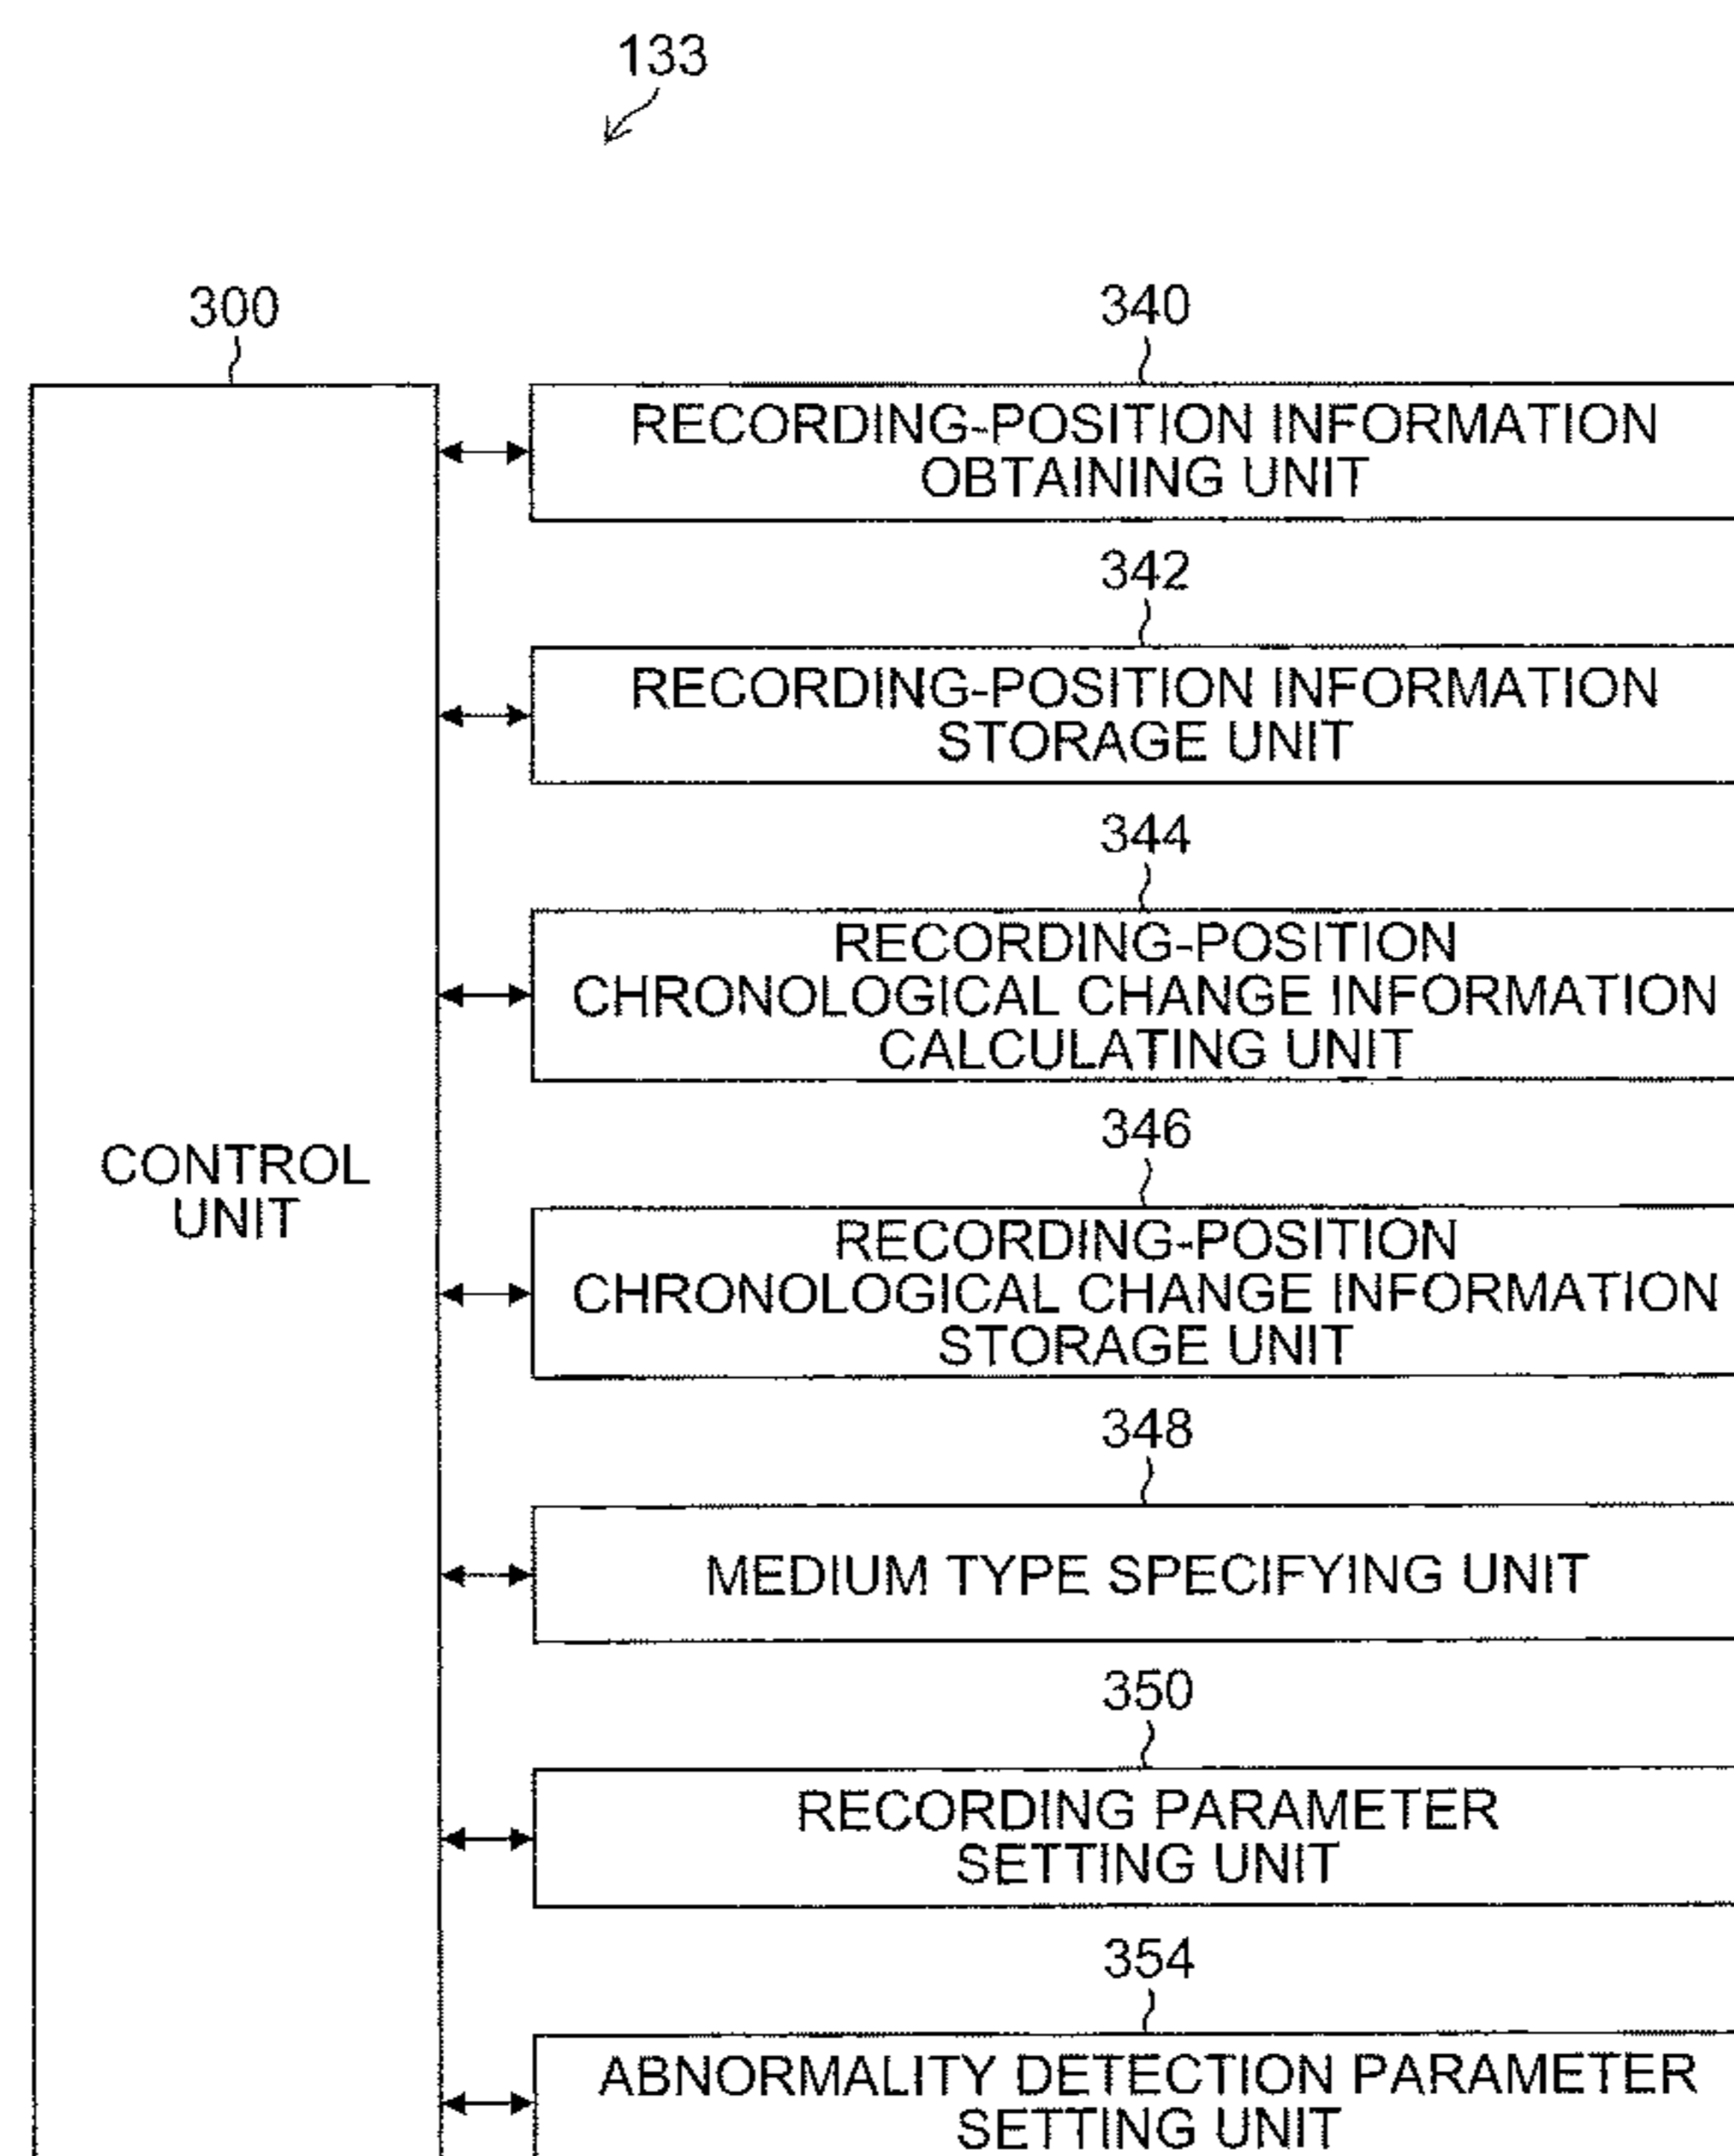 133
300
CONTROL
UNIT
340
RECORDING-POSITION INFORMATION
OBTAINING UNIT
342
RECORDING-POSITION INFORMATION
STORAGE UNIT
344
RECORDING-POSITION
CHRONOLOGICAL CHANGE INFORMATION
CALCULATING UNIT
346
RECORDING-POSITION
CHRONOLOGICAL CHANGE INFORMATION
STORAGE UNIT
348
MEDIUM TYPE SPECIFYING UNIT
350
RECORDING PARAMETER
SETTING UNIT
354
ABNORMALITY DETECTION PARAMETER
SETTING UNIT